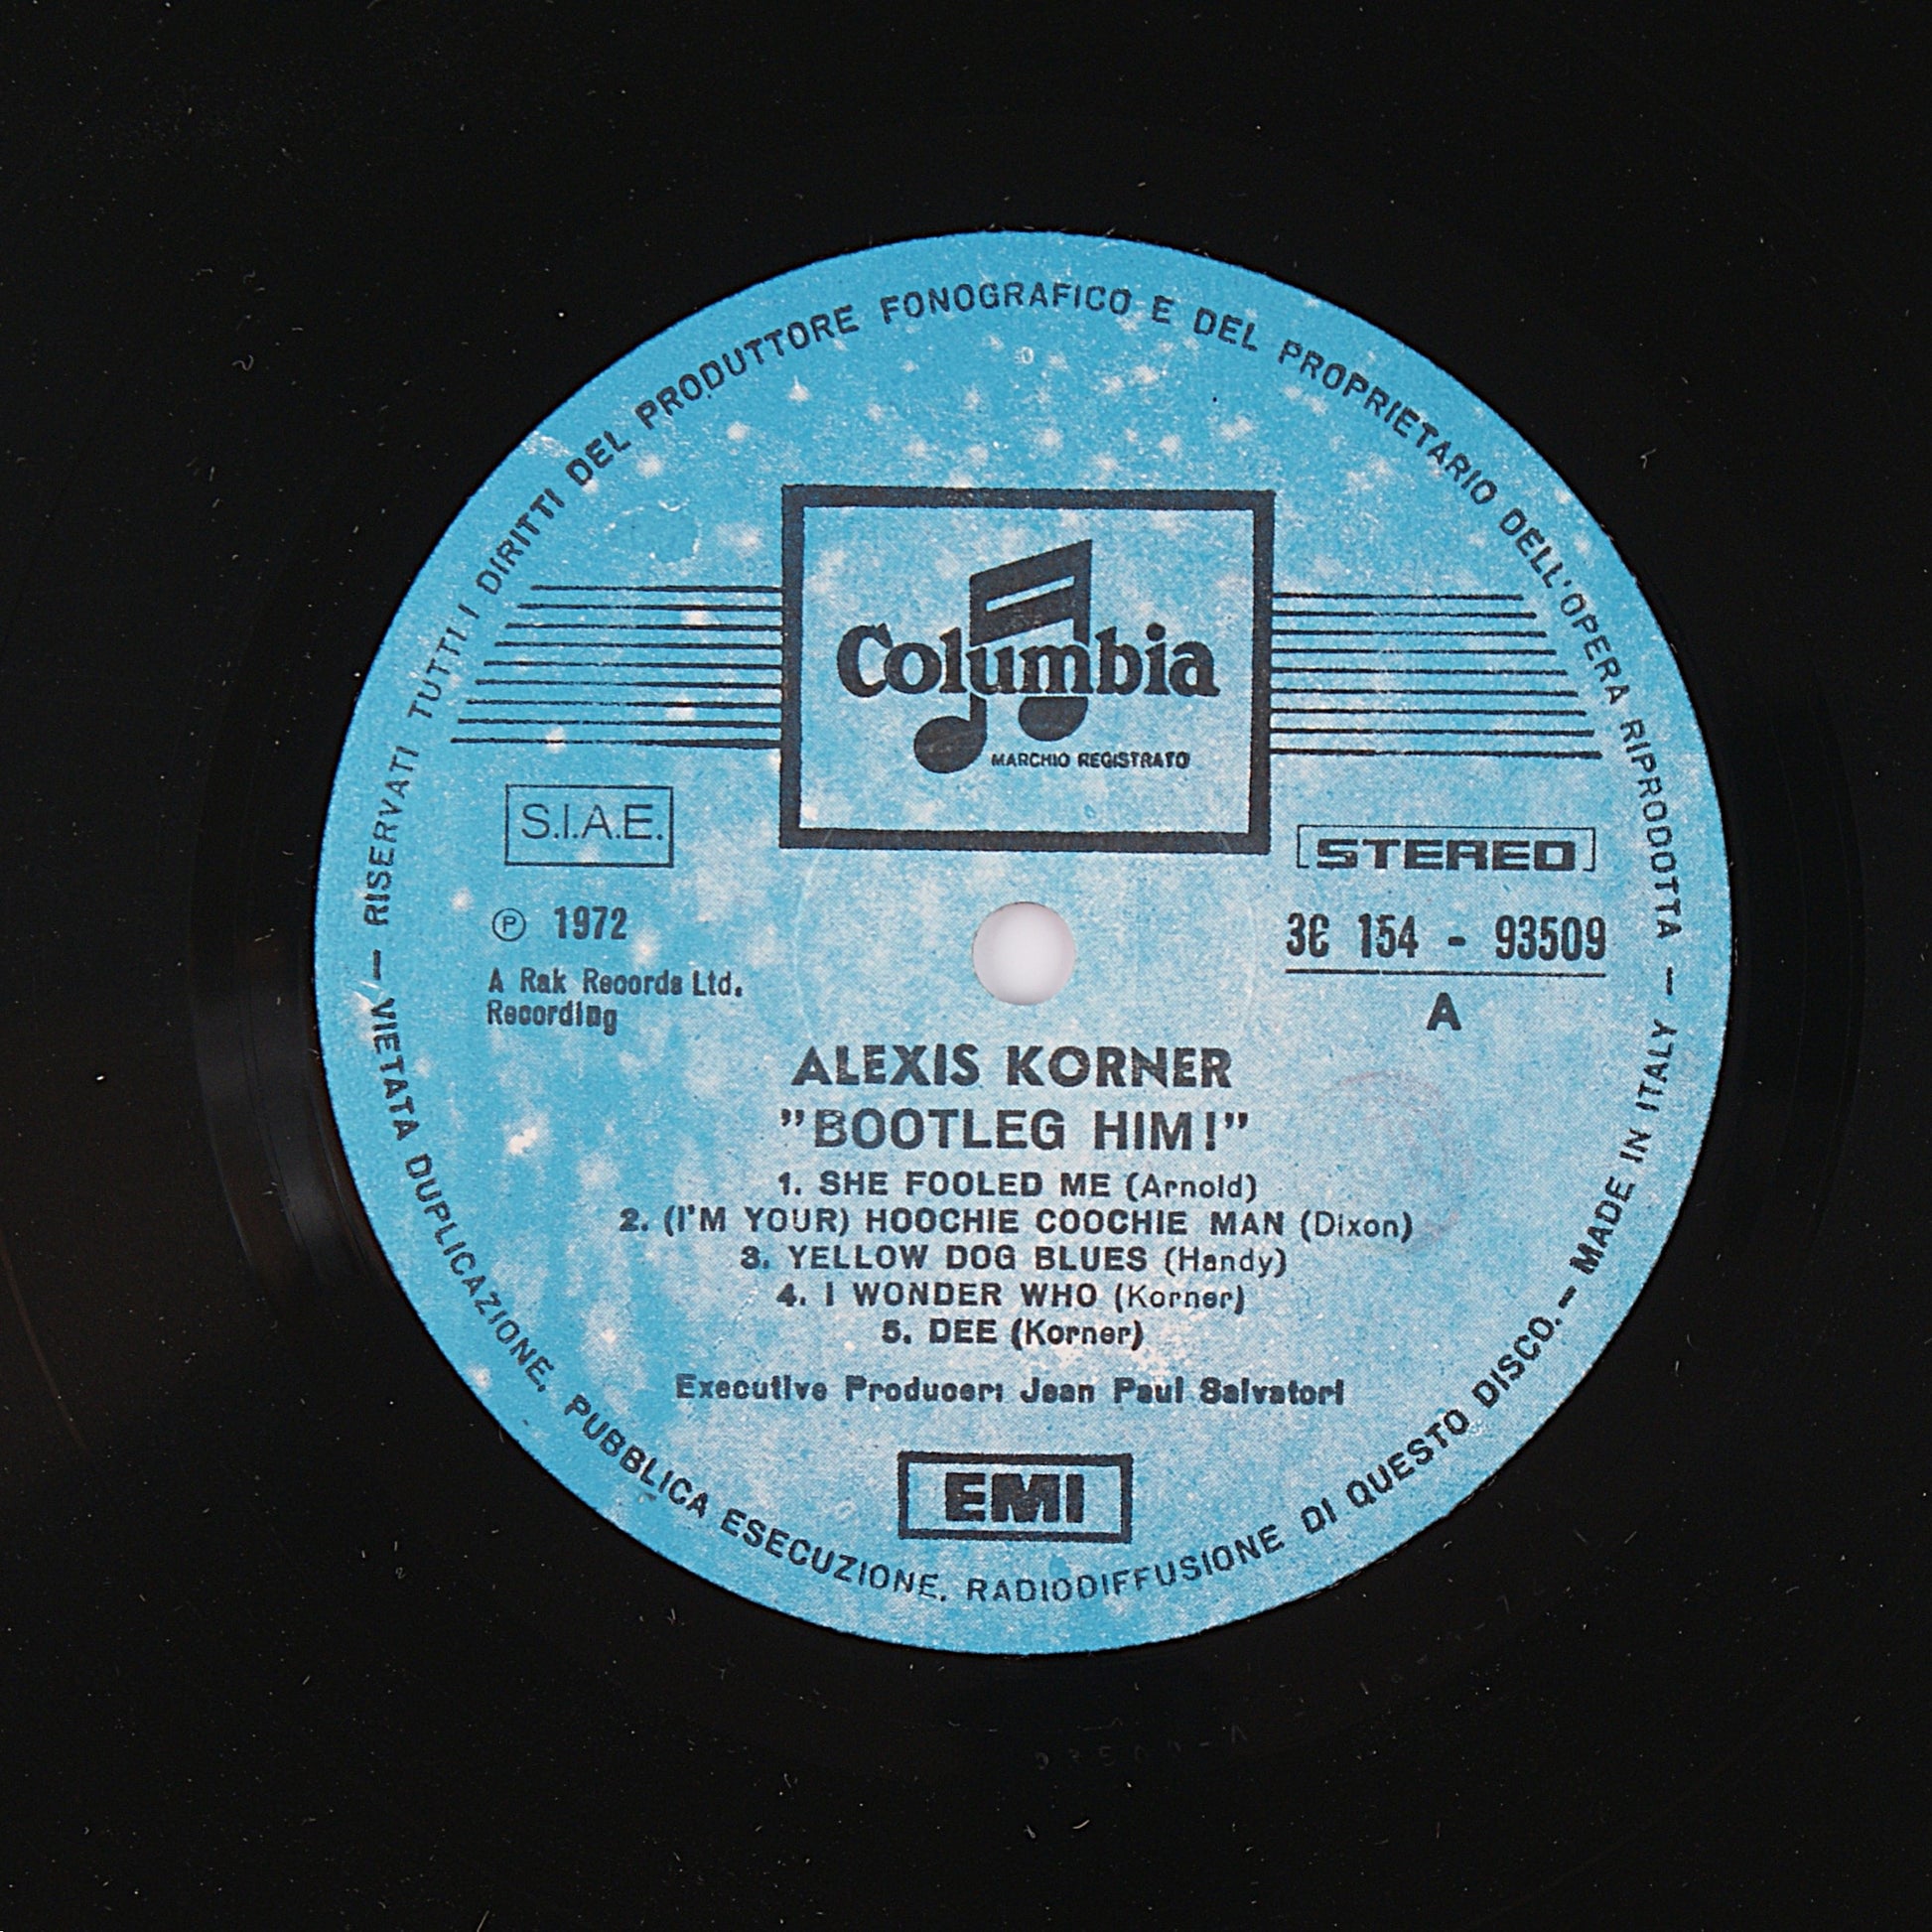 RISERVATI TUTTI I DIRITTI DEL PRODUTTORE FONOGRAFICO E DEL PROPRIETARIO DELL'OPERA RIPRODOTTA —
Columbia
MARCHIO REGISTRATO
S.I.A.E.
STEREO
Ⓟ 1972
3C 154 - 93509
A Rak Records Ltd.
Recording
A
ALEXIS KORNER
"BOOTLEG HIM!"
1. SHE FOOLED ME (Arnold)
2. (I'M YOUR) HOOCHIE COOCHIE MAN (Dixon)
3. YELLOW DOG BLUES (Handy)
4. I WONDER WHO (Korner)
5. DEE (Korner)
Executive Producer: Jean Paul Salvatori
EMI
VIETATA DUPLICAZIONE, PUBBLICA ESECUZIONE, RADIODIFFUSIONE DI QUESTO DISCO. — MADE IN ITALY —